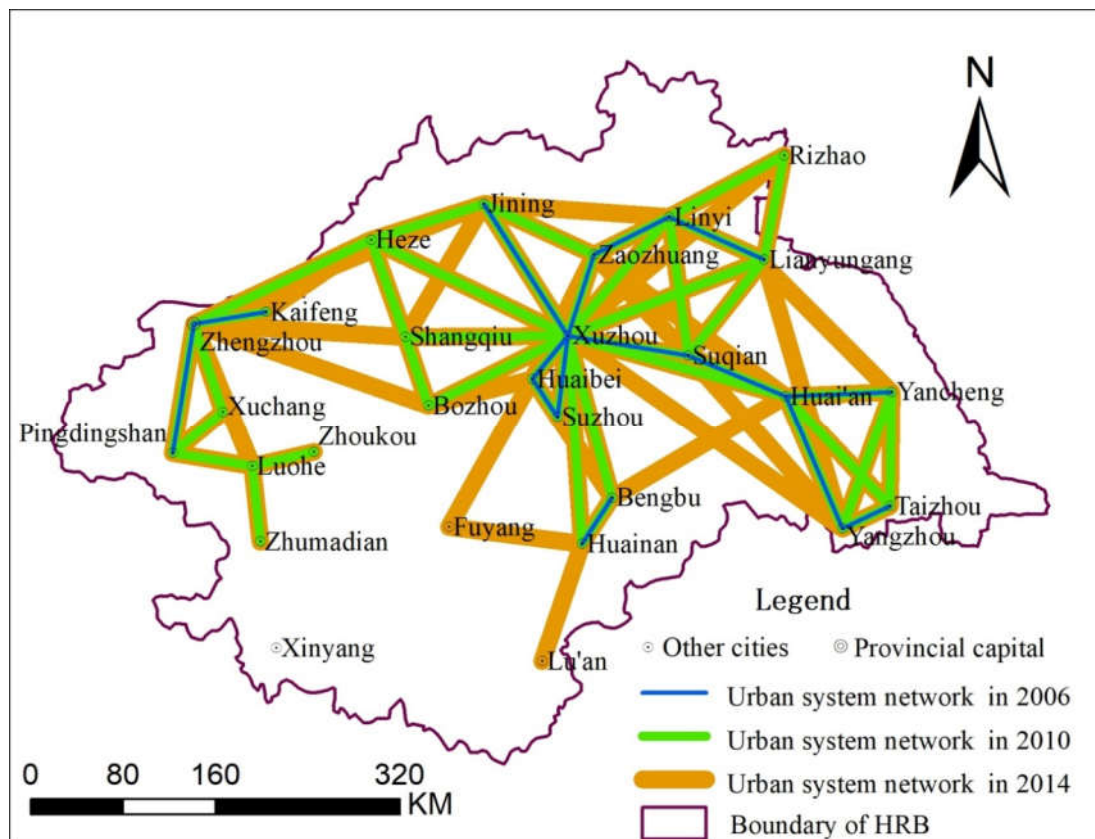 N
Rizhao
Jining
Linyi
Heze
Zaozhuang
Lianyungang
Kaifeng
Zhengzhou
Shangqiu
Xuzhou
Suqian
Huaibei
Huai'an
Yancheng
Xuchang
Bozhou
Suzhou
Pingdingshan
Zhoukou
Luohe
Bengbu
Taizhou
Fuyang
Yangzhou
Zhumadian
Huainan
Xinyang
Lu'an
Legend
Other cities
Provincial capital
Urban system network in 2006
Urban system network in 2010
Urban system network in 2014
Boundary of HRB
0 80 160 320
KM